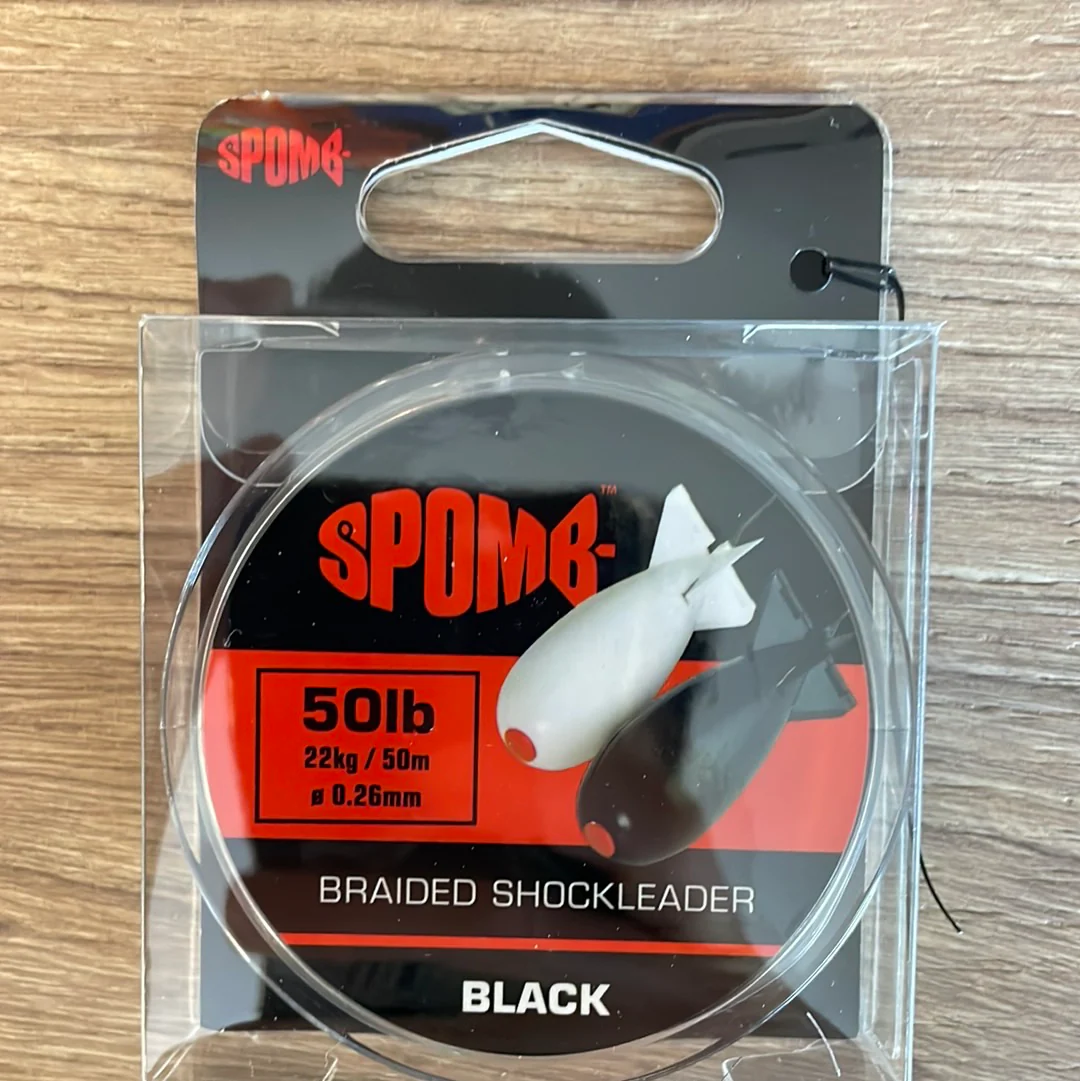 SPOMB
SPOMB™
50lb
22kg / 50m
ø 0.26mm
BRAIDED SHOCKLEADER
BLACK